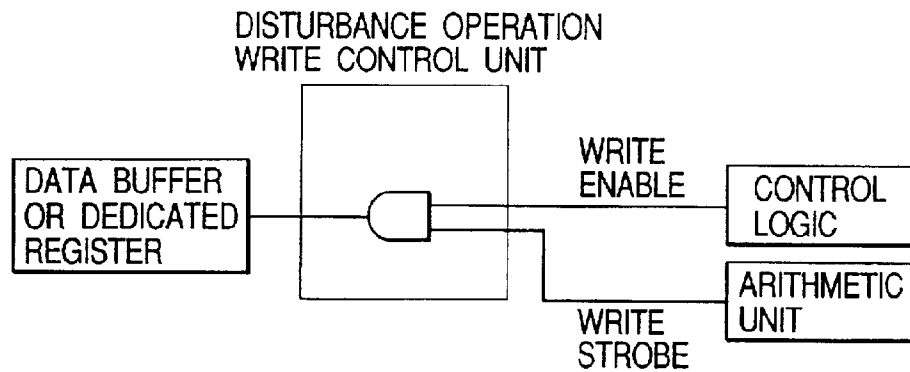 DISTURBANCE OPERATION
WRITE CONTROL UNIT
DATA BUFFER
OR DEDICATED
REGISTER
WRITE
ENABLE
CONTROL
LOGIC
ARITHMETIC
UNIT
WRITE
STROBE